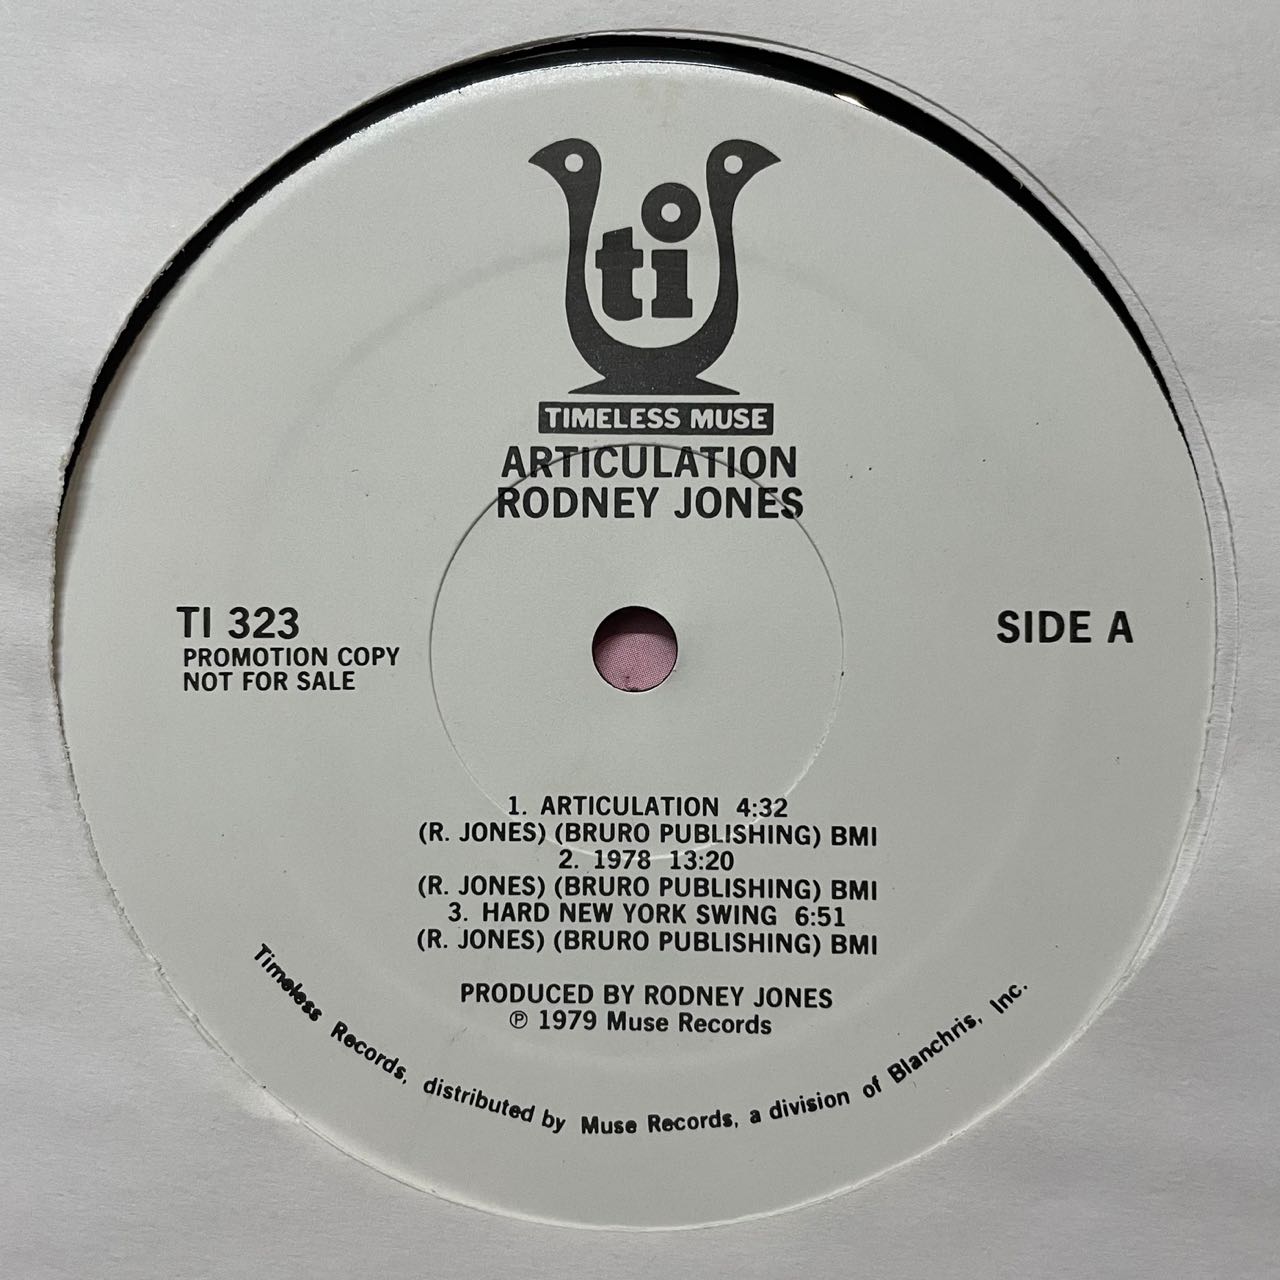 ti
TIMELESS MUSE
ARTICULATION
RODNEY JONES
TI 323
PROMOTION COPY
NOT FOR SALE
SIDE A
1. ARTICULATION 4:32
(R. JONES) (BRURO PUBLISHING) BMI
2. 1978 13:20
(R. JONES) (BRURO PUBLISHING) BMI
3. HARD NEW YORK SWING 6:51
(R. JONES) (BRURO PUBLISHING) BMI
PRODUCED BY RODNEY JONES
℗ 1979 Muse Records
Timeless Records, distributed by Muse Records, a division of Blanchris, Inc.